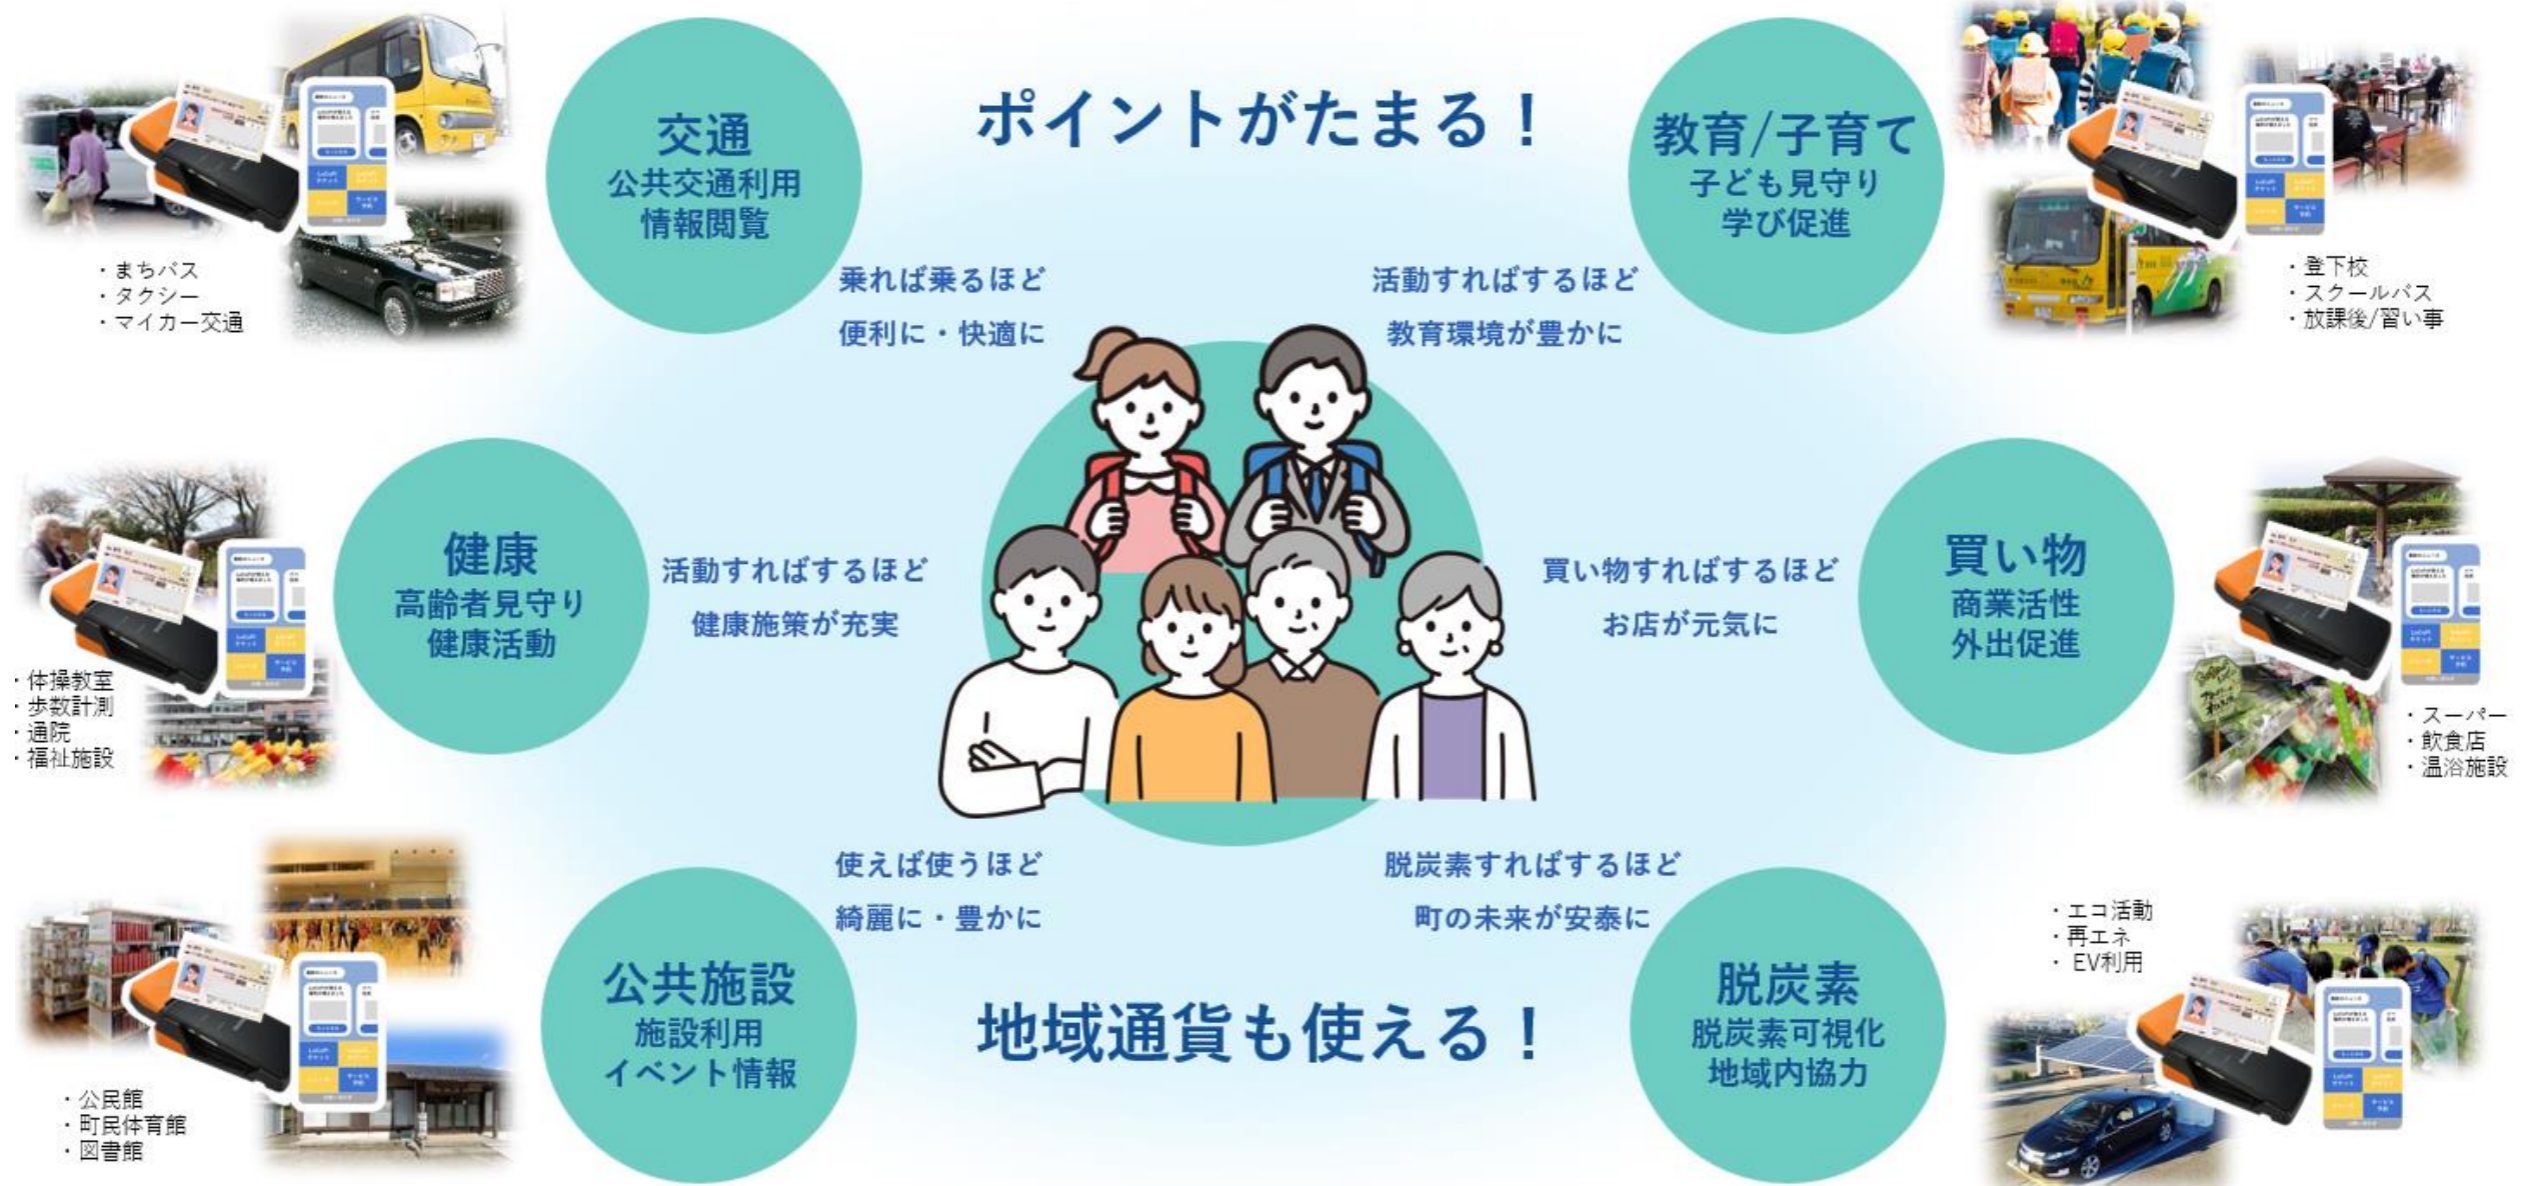 ポイントがたまる！
交通
公共交通利用
情報閲覧
・まちバス
・タクシー
・マイカー交通
乗れば乗るほど
便利に・快適に
教育/子育て
子ども見守り
学び促進
・登下校
・スクールバス
・放課後/習い事
活動すればするほど
教育環境が豊かに
健康
高齢者見守り
健康活動
・体操教室
・歩数計測
・通院
・福祉施設
活動すればするほど
健康施策が充実
買い物すればするほど
お店が元気に
買い物
商業活性
外出促進
・スーパー
・飲食店
・温浴施設
使えば使うほど
綺麗に・豊かに
公共施設
施設利用
イベント情報
・公民館
・町民体育館
・図書館
脱炭素すればするほど
町の未来が安泰に
脱炭素
脱炭素可視化
地域内協力
・エコ活動
・再エネ
・EV利用
地域通貨も使える！